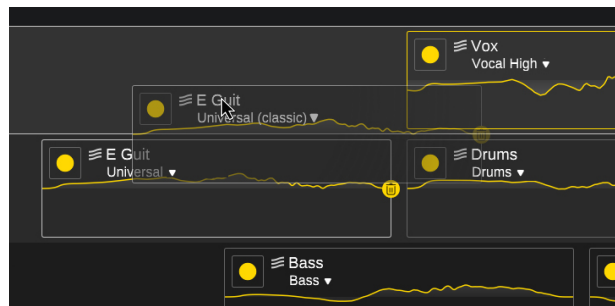 Vox
Vocal High ▼
E Guit
Universal (classic) ▼
E Guit
Universal ▼
Drums
Drums ▼
Bass
Bass ▼